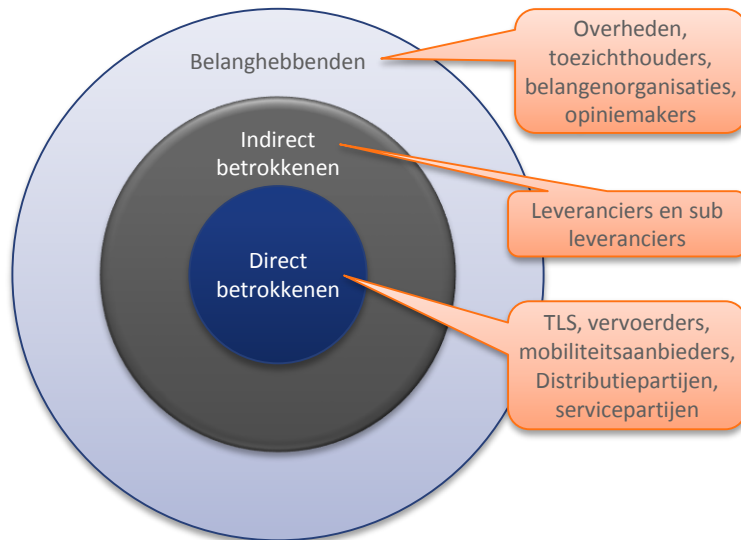 Belanghebbenden
Overheden,
toezichthouders,
belangenorganisaties,
opiniemakers
Indirect
betrokkenen
Leveranciers en sub
leveranciers
Direct
betrokkenen
TLS, vervoerders,
mobiliteitsaanbieders,
Distributiepartijen,
servicepartijen